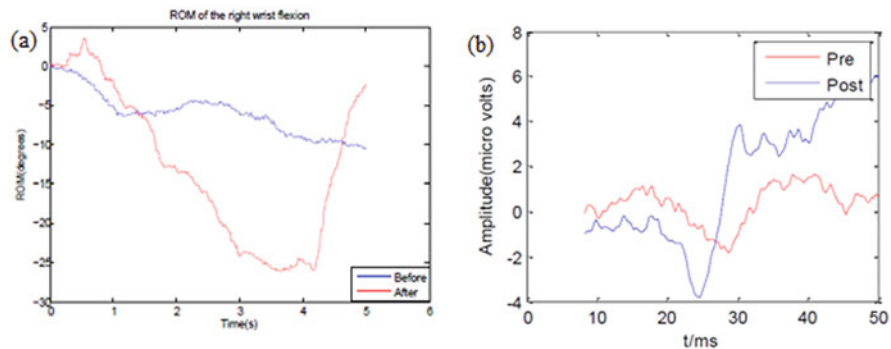 (a)
ROM of the right wrist flexion
5
0
-5
-10
-15
-20
-25
-30
ROM(degrees)
0 1 2 3 4 5 6
Time(s)
Before
After
(b)
8
6
4
2
0
-2
-4
Amplitude(micro volts)
0 10 20 30 40 50
t/ms
Pre
Post